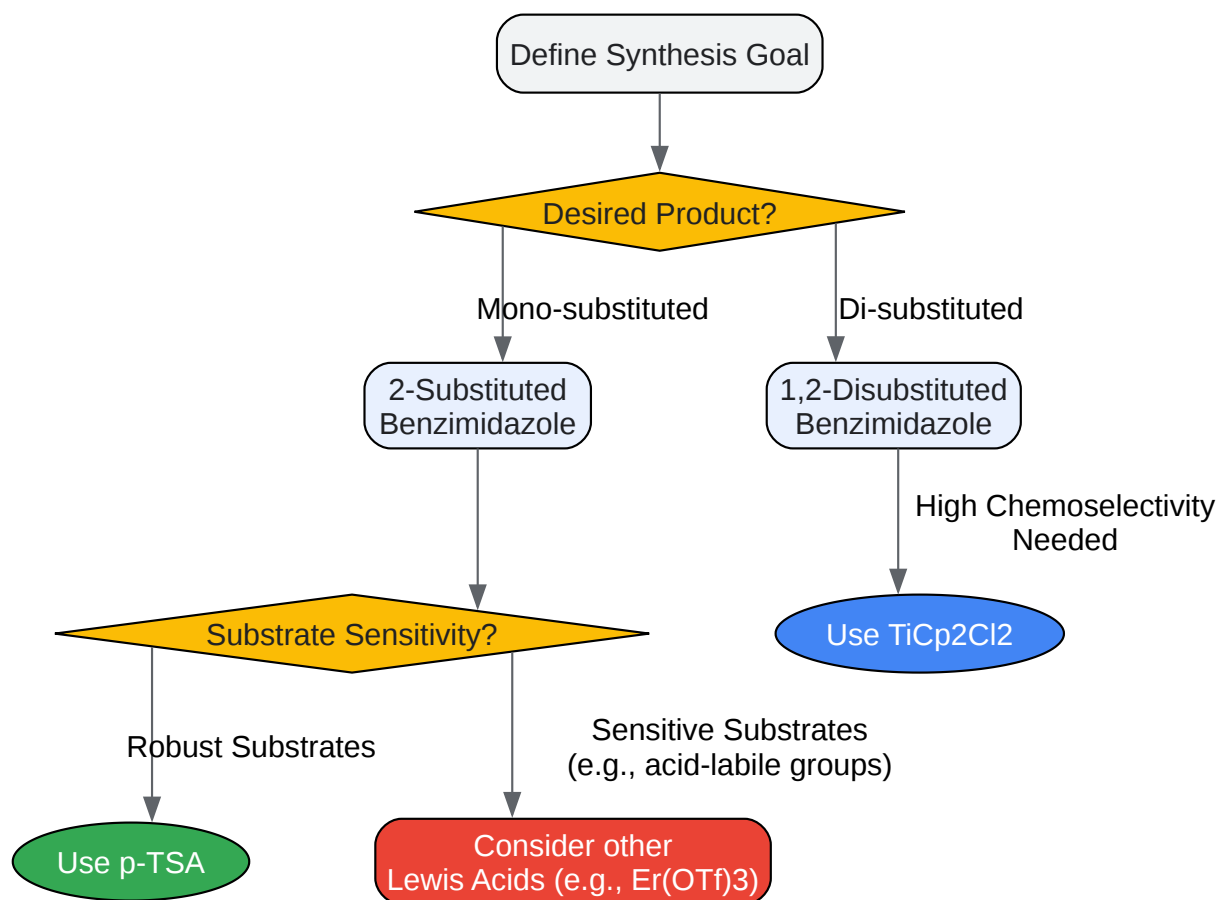 Define Synthesis Goal
Desired Product?
Mono-substituted
Di-substituted
2-Substituted
Benzimidazole
1,2-Disubstituted
Benzimidazole
High Chemoselectivity
Needed
Substrate Sensitivity?
Use TiCp2Cl2
Robust Substrates
Sensitive Substrates
(e.g., acid-labile groups)
Use p-TSA
Consider other
Lewis Acids (e.g., Er(OTf)3)